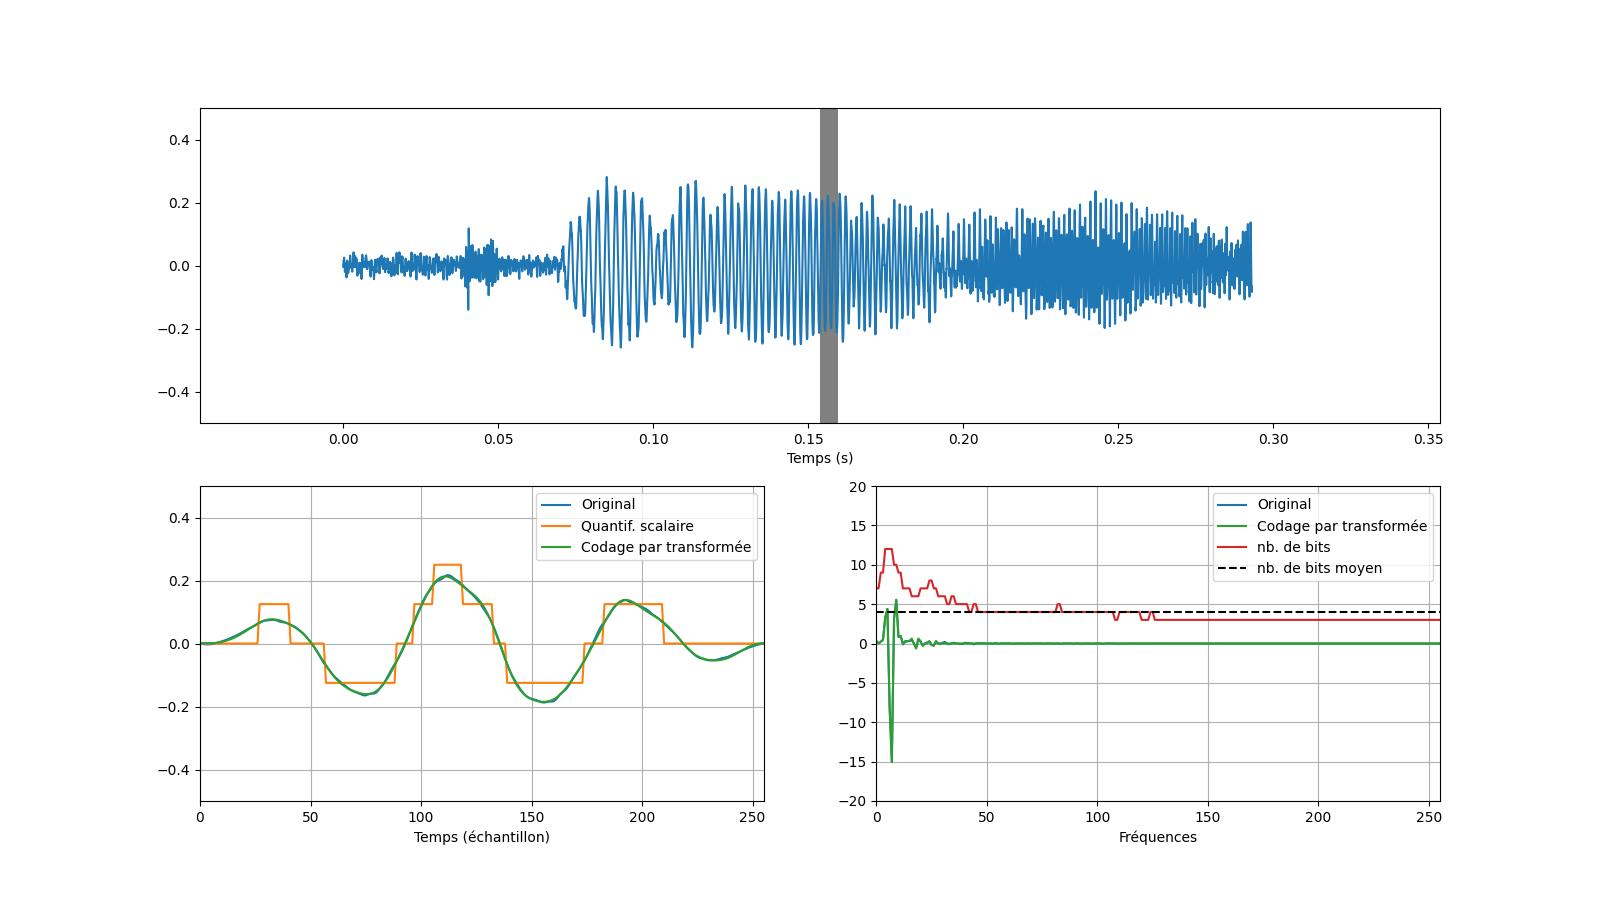 0.4
0.2
0.0
−0.2
−0.4
0.00 0.05 0.10 0.15 0.20 0.25 0.30 0.35
Temps (s)
0.4
0.2
0.0
−0.2
−0.4
0 50 100 150 200 250
Temps (échantillon)
Original
Quantif. scalaire
Codage par transformée
20
15
10
5
0
−5
−10
−15
−20
0 50 100 150 200 250
Fréquences
Original
Codage par transformée
nb. de bits
nb. de bits moyen